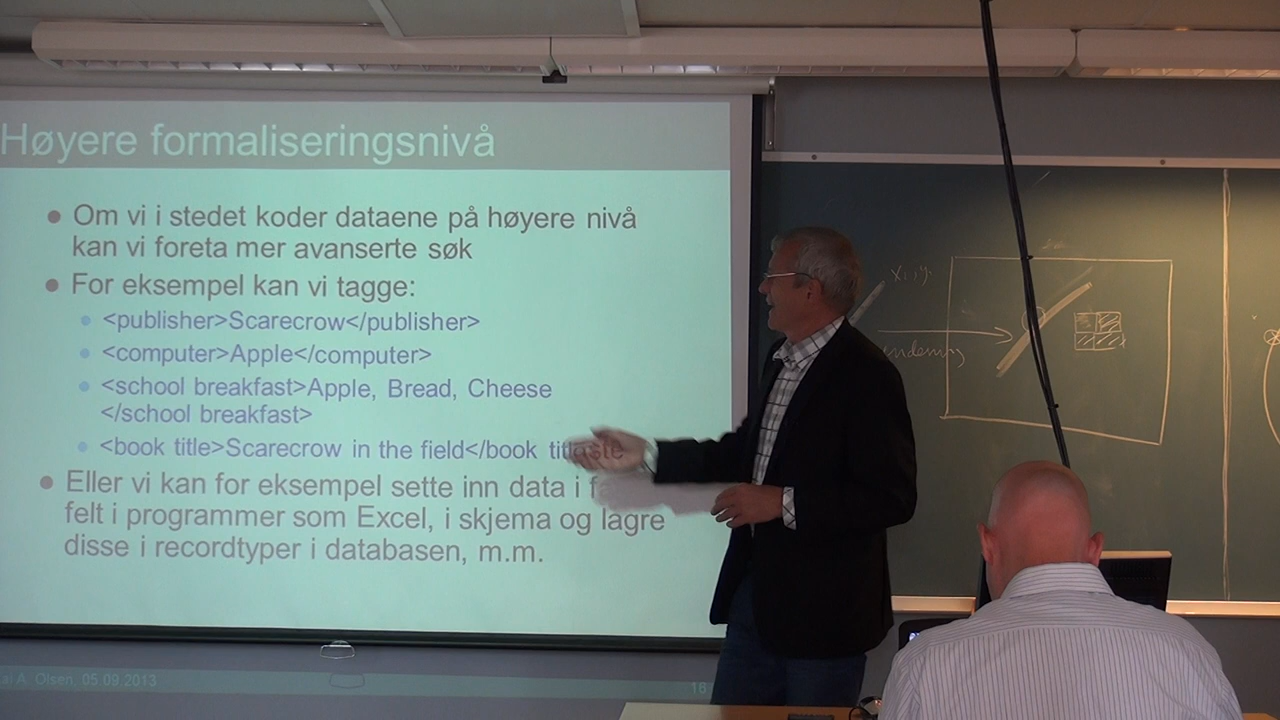 Høyere formaliseringsnivå
Om vi i stedet koder dataene på høyere nivå
kan vi foreta mer avanserte søk
For eksempel kan vi tagge:
<publisher>Scarecrow</publisher>
<computer>Apple</computer>
<school breakfast>Apple, Bread, Cheese
</school breakfast>
<book title>Scarecrow in the field</book
Eller vi kan for eksempel sette inn data i
felt i programmer som Excel, i skjema og lagre
disse i recordtyper i databasen, m.m.
A. Olsen, 05.09.2013